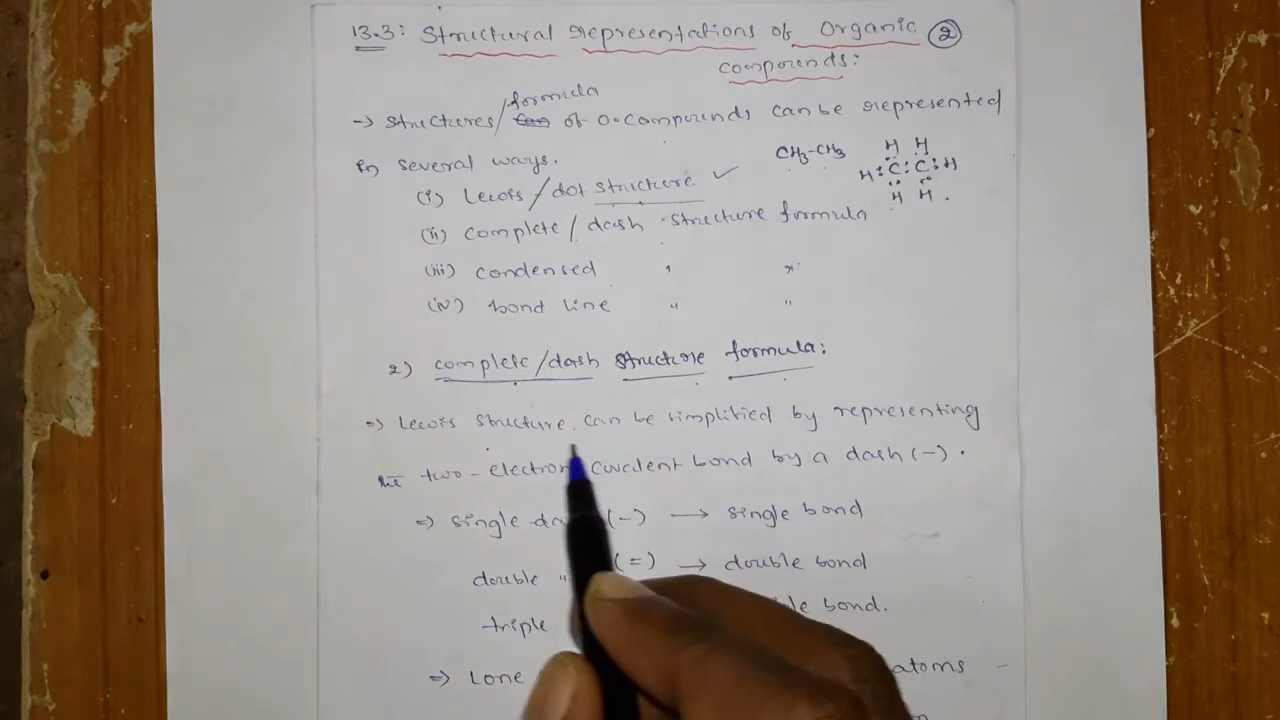 13.3: Structural representations of Organic ②
compounds:
→ structures/formula of o.compounds can be represented
in several ways.
CH3-CH3
H H
H:C:C:H
H H.
(i) Lewis/dot structure. ✓
(ii) complete/dash structure formula
(iii) condensed " "
(iv) bond line " "
2) complete/dash structure formula:
⇒ Lewis structure can be simplified by representing
the two-electron covalent bond by a dash (-).
⇒ single (-) → single bond
double " (=) → double bond
triple bond.
⇒ Lone atoms